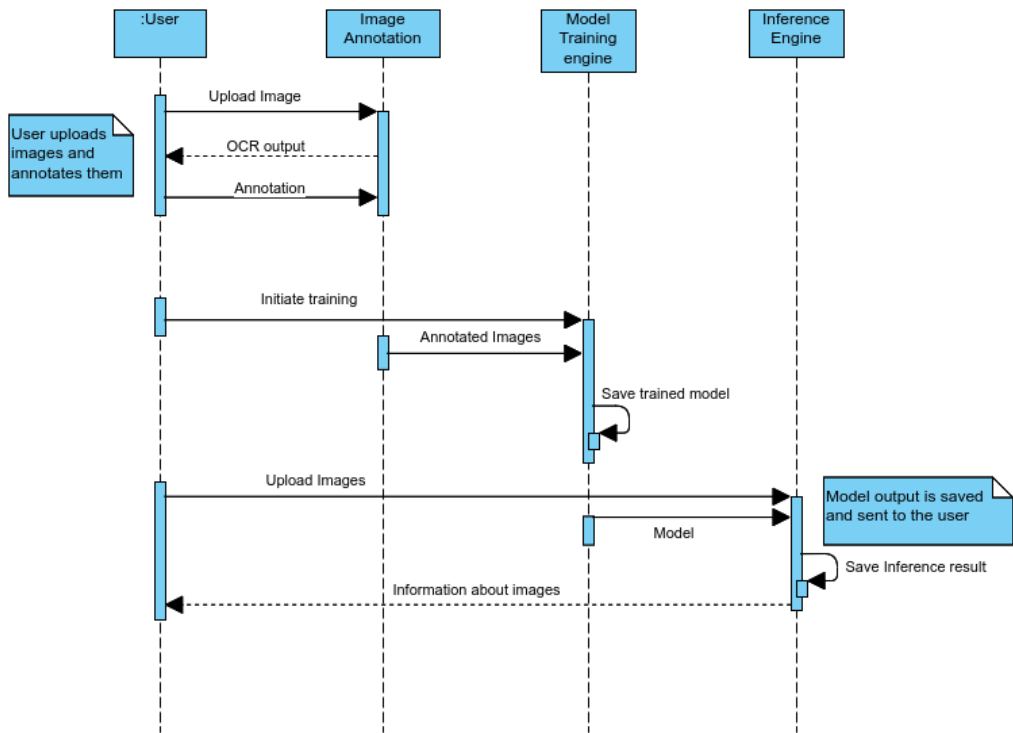 :User
Image
Annotation
Model
Training
engine
Inference
Engine
Upload Image
User uploads
images and
annotates them
OCR output
Annotation
Initiate training
Annotated Images
Save trained model
Upload Images
Model output is saved
and sent to the user
Model
Save Inference result
Information about images